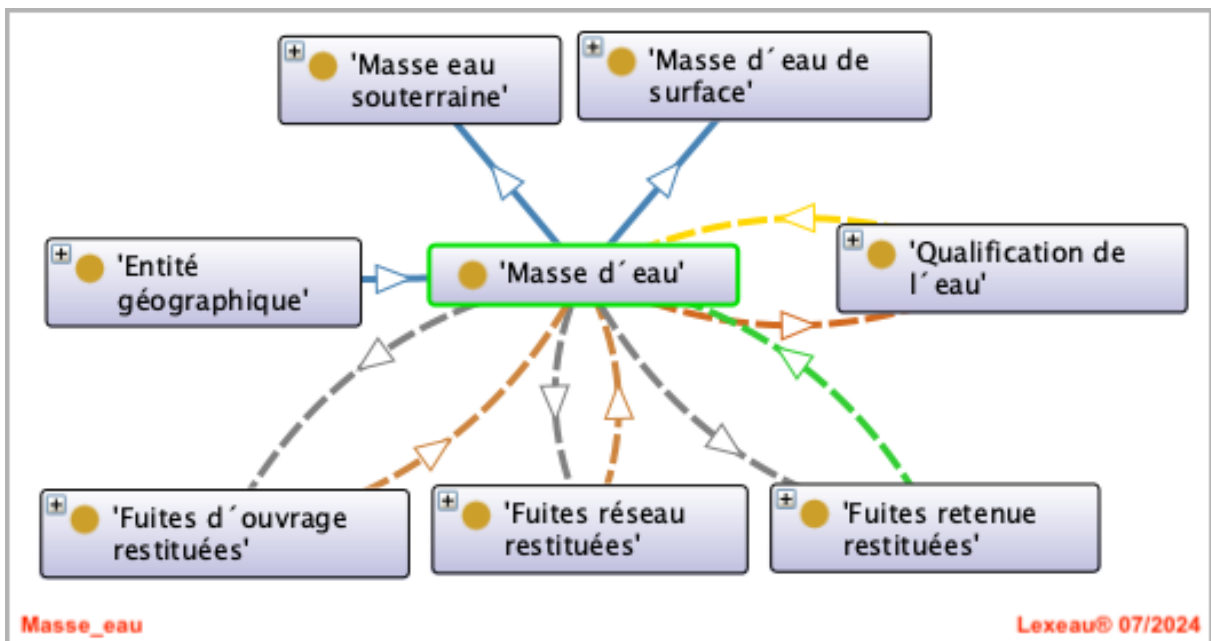 'Masse eau
souterraine'
'Masse d´eau de
surface'
'Entité
géographique'
'Masse d´eau'
'Qualification de
l´eau'
'Fuites d´ouvrage
restituées'
'Fuites réseau
restituées'
'Fuites retenue
restituées'
Masse_eau
Lexeau® 07/2024